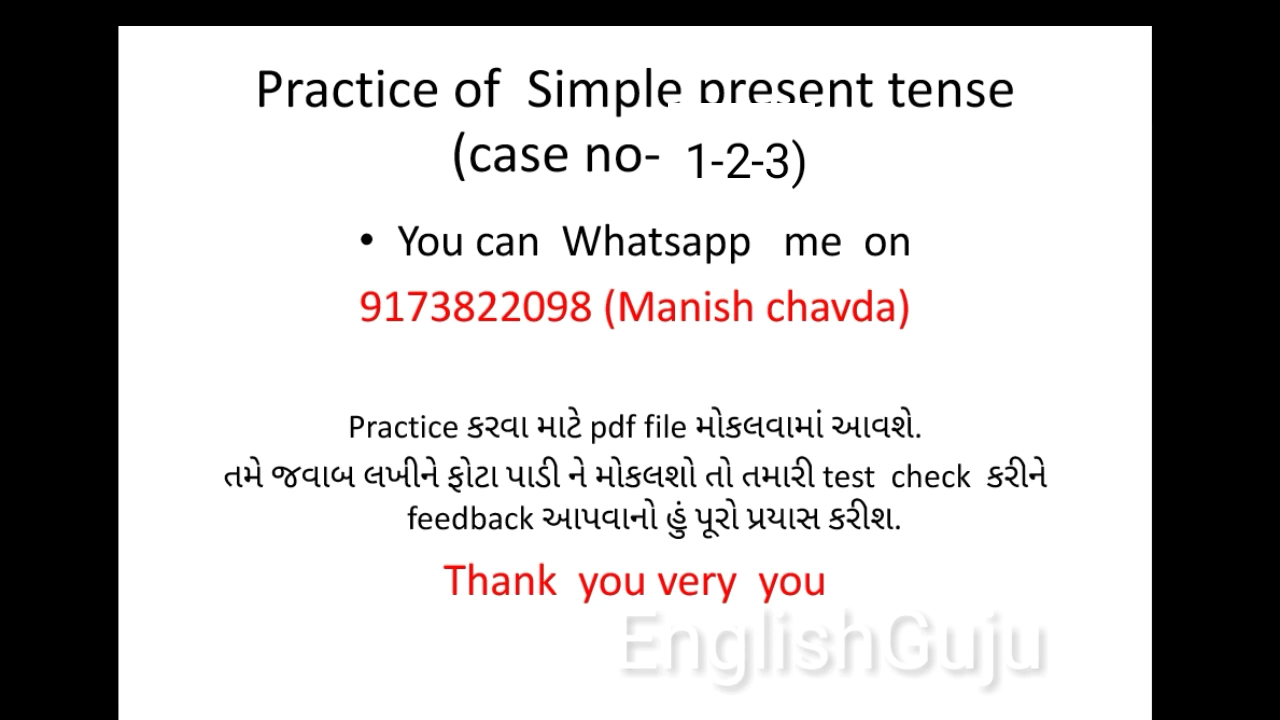 Practice of Simple present tense
(case no- 1-2-3)
• You can Whatsapp me on
9173822098 (Manish chavda)
Practice કરવા માટે pdf file મોકલવામાં આવશે.
તમે જવાબ લખીને ફોટા પાડી ને મોકલશો તો તમારી test check કરીને
feedback આપવાનો હું પૂરો પ્રયાસ કરીશ.
Thank you very you
EnglishGuju